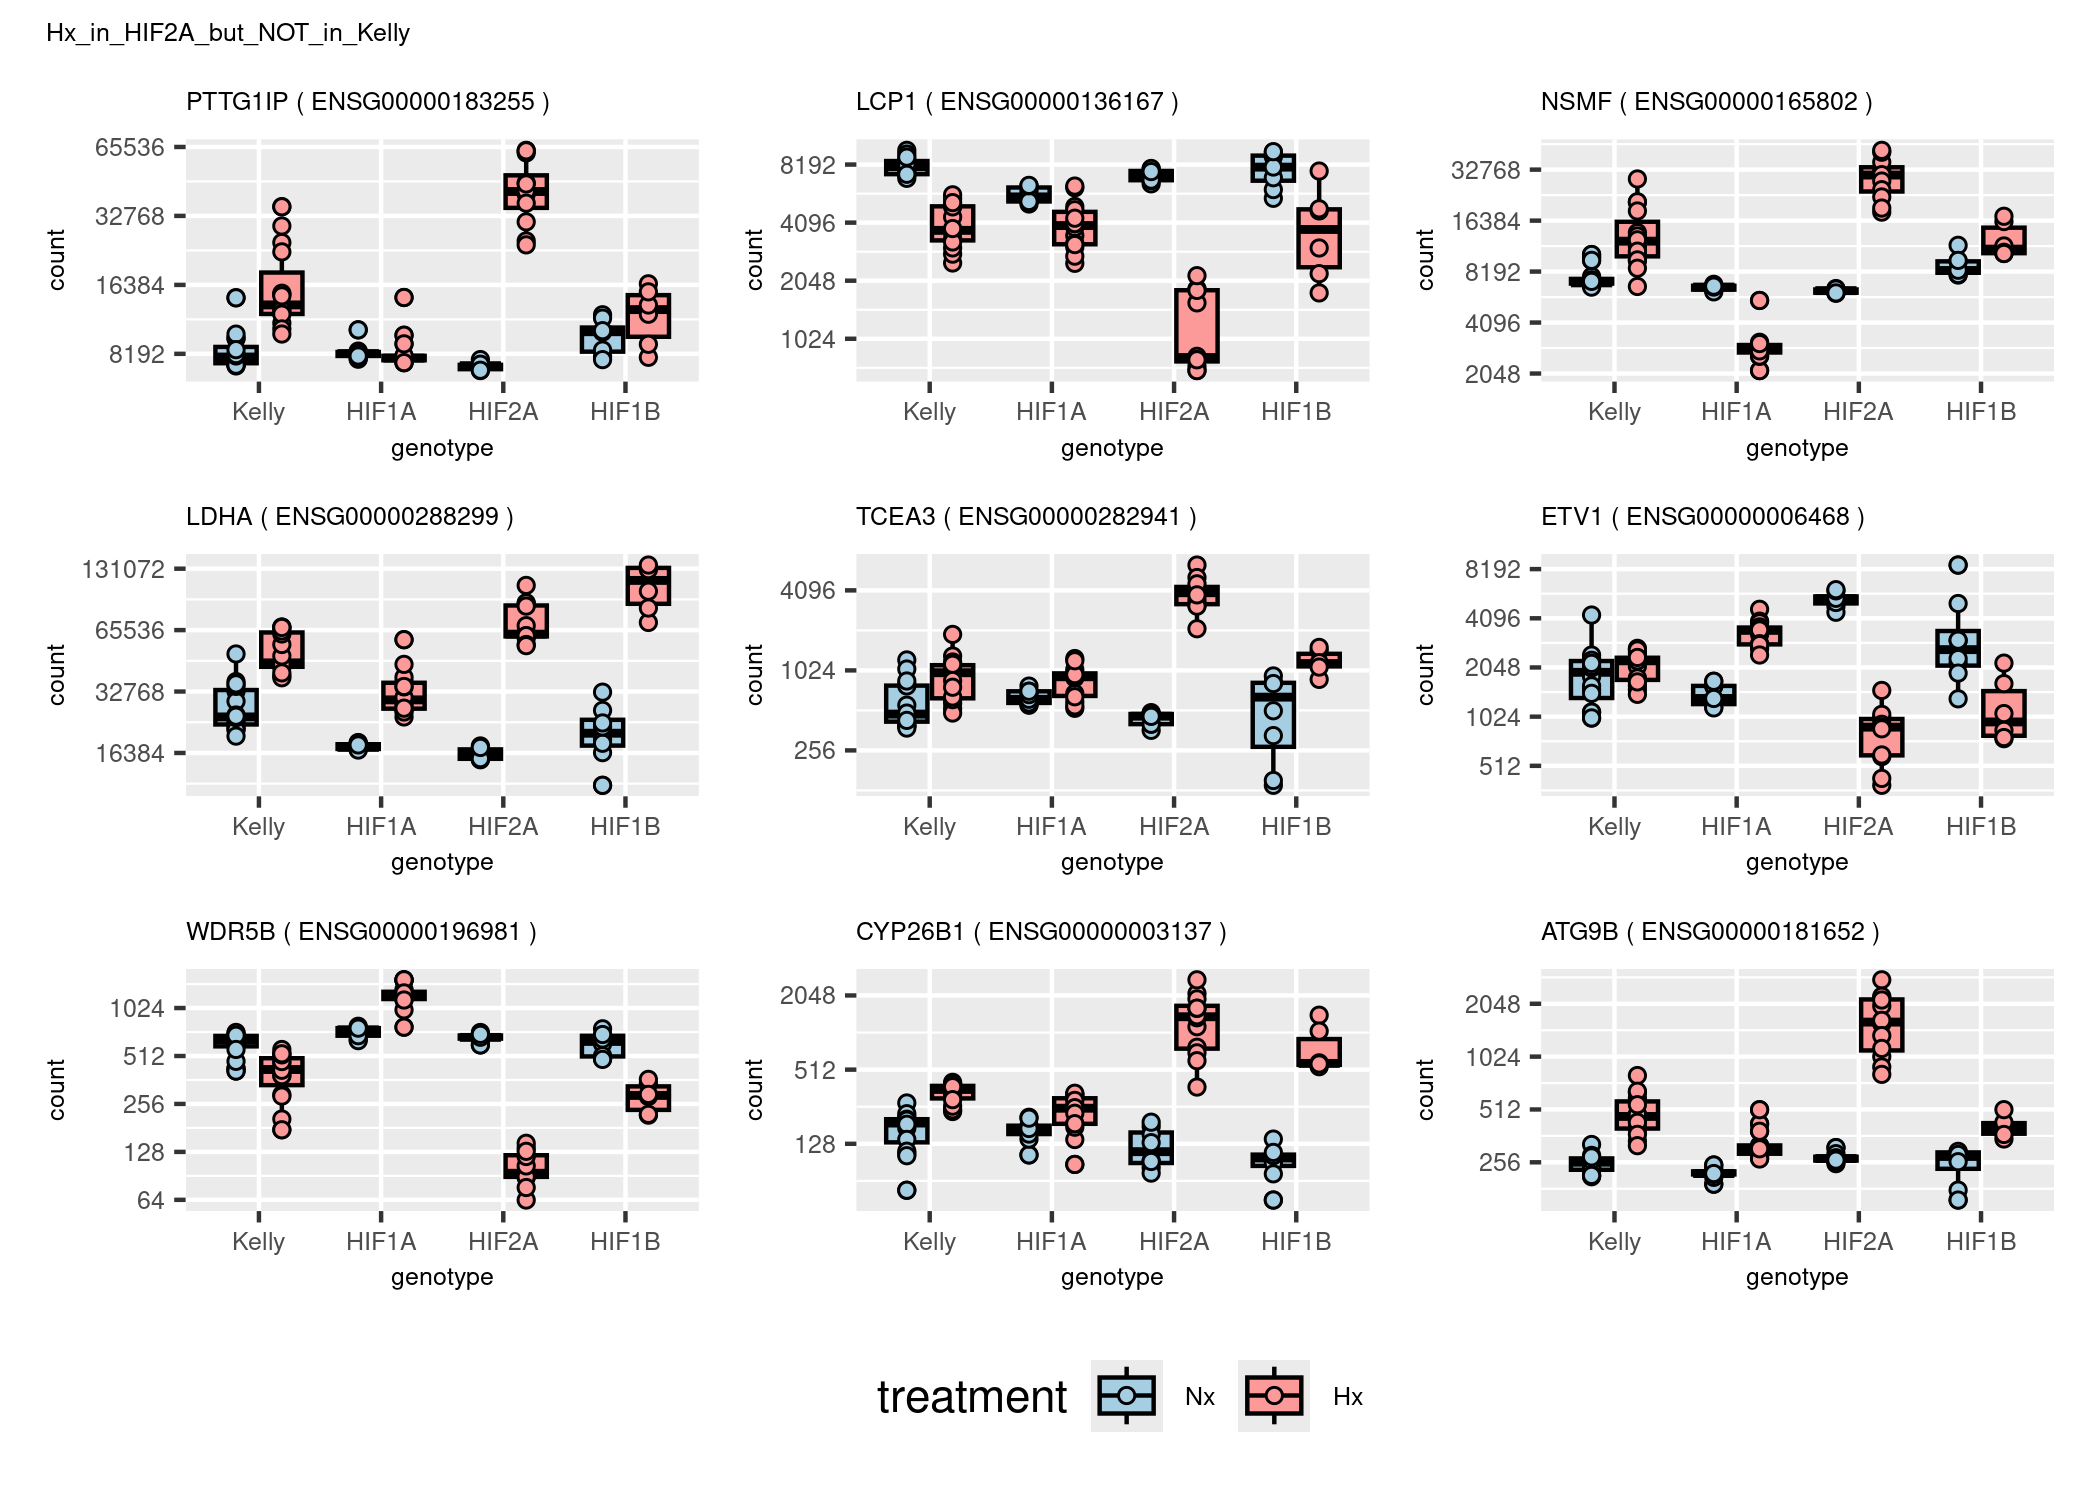 Hx_in_HIF2A_but_NOT_in_Kelly
PTTG1IP ( ENSG00000183255 )
65536
32768
16384
8192
count
Kelly HIF1A HIF2A HIF1B
genotype
LCP1 ( ENSG00000136167 )
8192
4096
2048
1024
count
Kelly HIF1A HIF2A HIF1B
genotype
NSMF ( ENSG00000165802 )
32768
16384
8192
4096
2048
count
Kelly HIF1A HIF2A HIF1B
genotype
LDHA ( ENSG00000288299 )
131072
65536
32768
16384
count
Kelly HIF1A HIF2A HIF1B
genotype
TCEA3 ( ENSG00000282941 )
4096
1024
256
count
Kelly HIF1A HIF2A HIF1B
genotype
ETV1 ( ENSG00000006468 )
8192
4096
2048
1024
512
count
Kelly HIF1A HIF2A HIF1B
genotype
WDR5B ( ENSG00000196981 )
1024
512
256
128
64
count
Kelly HIF1A HIF2A HIF1B
genotype
CYP26B1 ( ENSG00000003137 )
2048
512
128
count
Kelly HIF1A HIF2A HIF1B
genotype
ATG9B ( ENSG00000181652 )
2048
1024
512
256
count
Kelly HIF1A HIF2A HIF1B
genotype
treatment Nx Hx